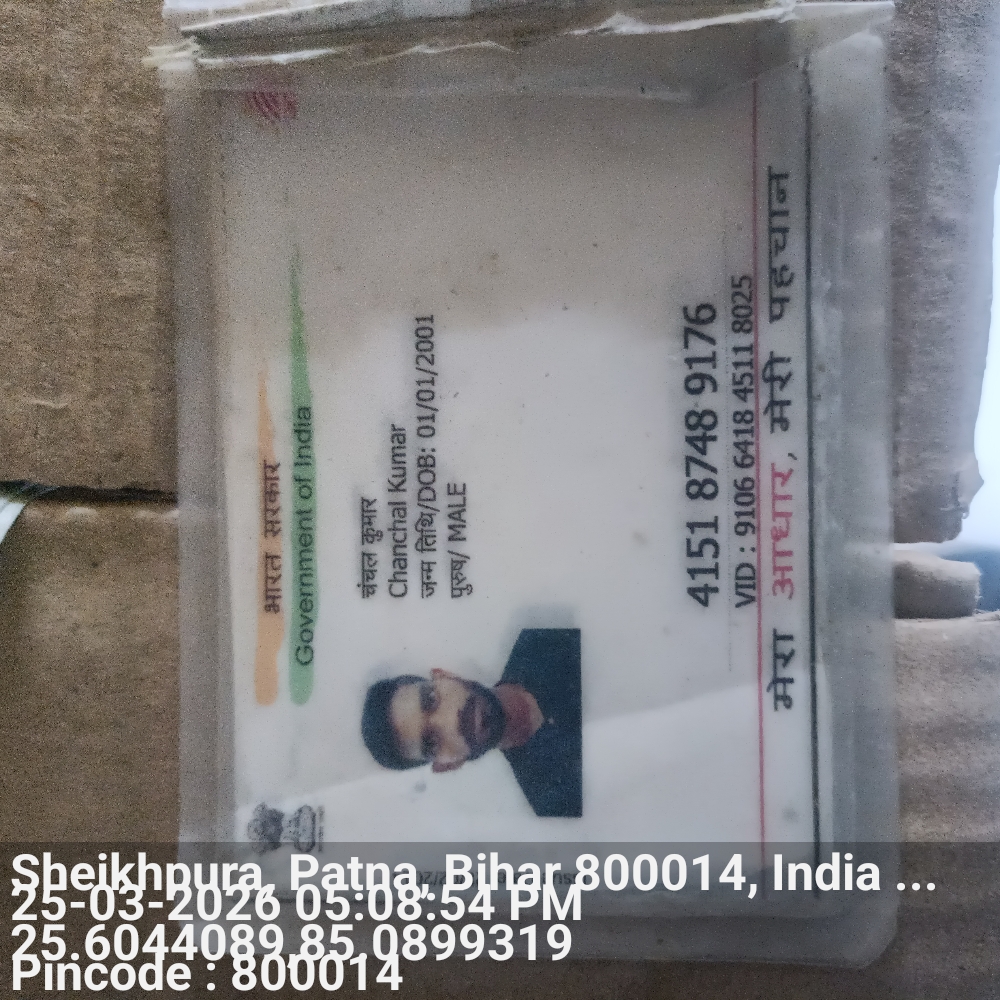 भारत सरकार
Government of India
चंचल कुमार
Chanchal Kumar
जन्म तिथि/DOB: 01/01/2001
पुरुष/ MALE
4151 8748 9176
VID : 9106 6418 4511 8025
मेरा आधार, मेरी पहचान
Sheikhpura, Patna, Bihar 800014, India ...
25-03-2026 05:08:54 PM
25.6044089,85.0899319
Pincode : 800014